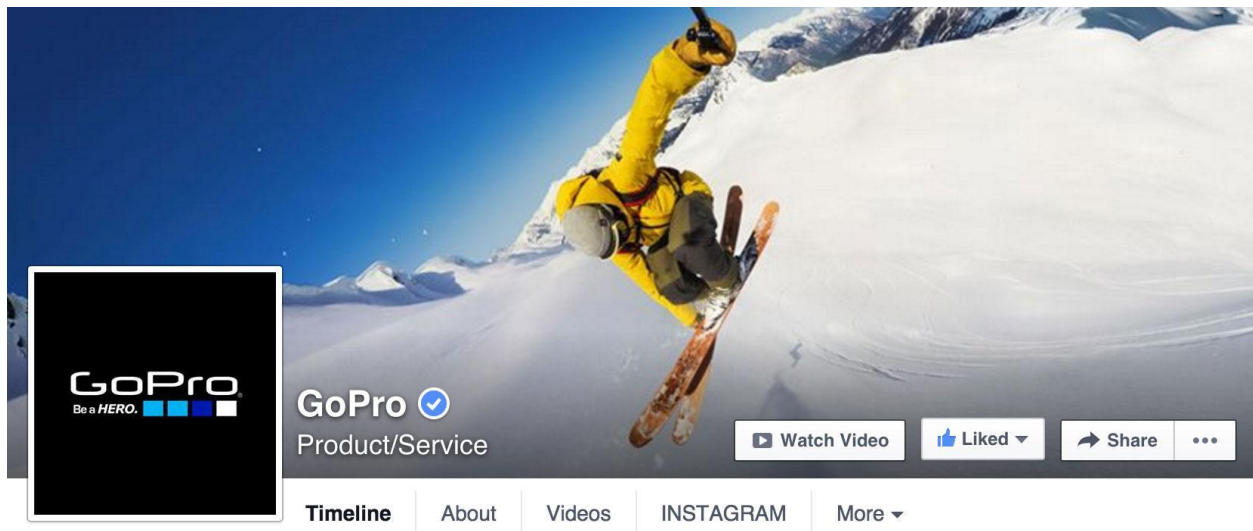 GoPro
Be a HERO.
GoPro
Product/Service
Watch Video
Liked
Share
Timeline
About
Videos
INSTAGRAM
More